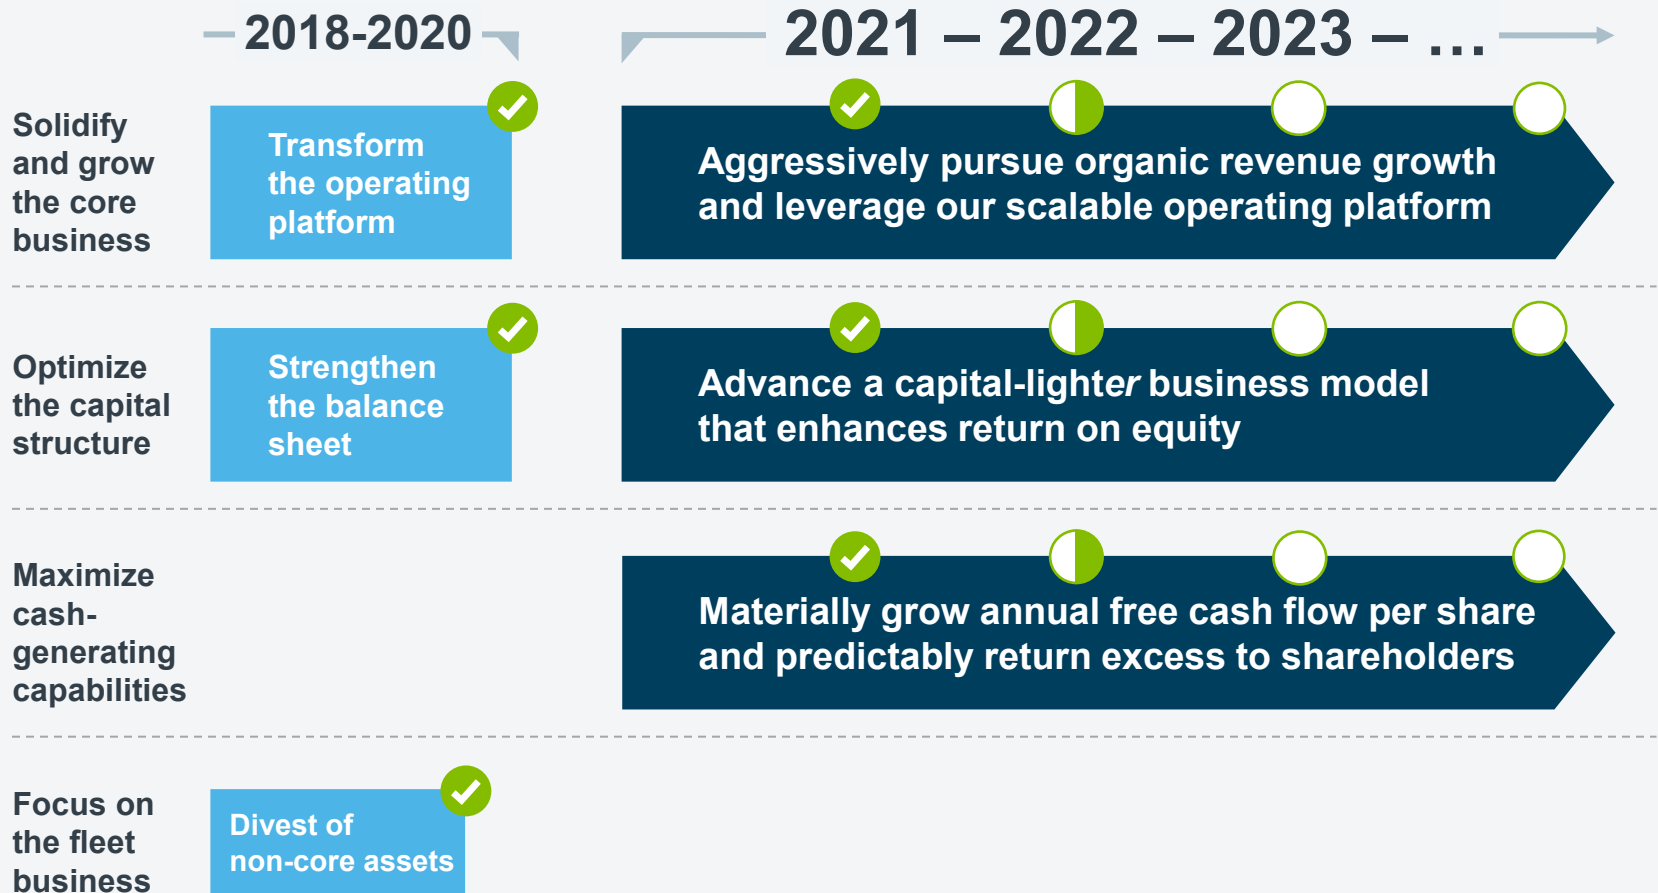 2018-2020
2021 – 2022 – 2023 – …
Solidify
and grow
the core
business
Transform
the operating
platform
Aggressively pursue organic revenue growth
and leverage our scalable operating platform
Optimize
the capital
structure
Strengthen
the balance
sheet
Advance a capital-lighter business model
that enhances return on equity
Maximize
cash-
generating
capabilities
Materially grow annual free cash flow per share
and predictably return excess to shareholders
Focus on
the fleet
business
Divest of
non-core assets